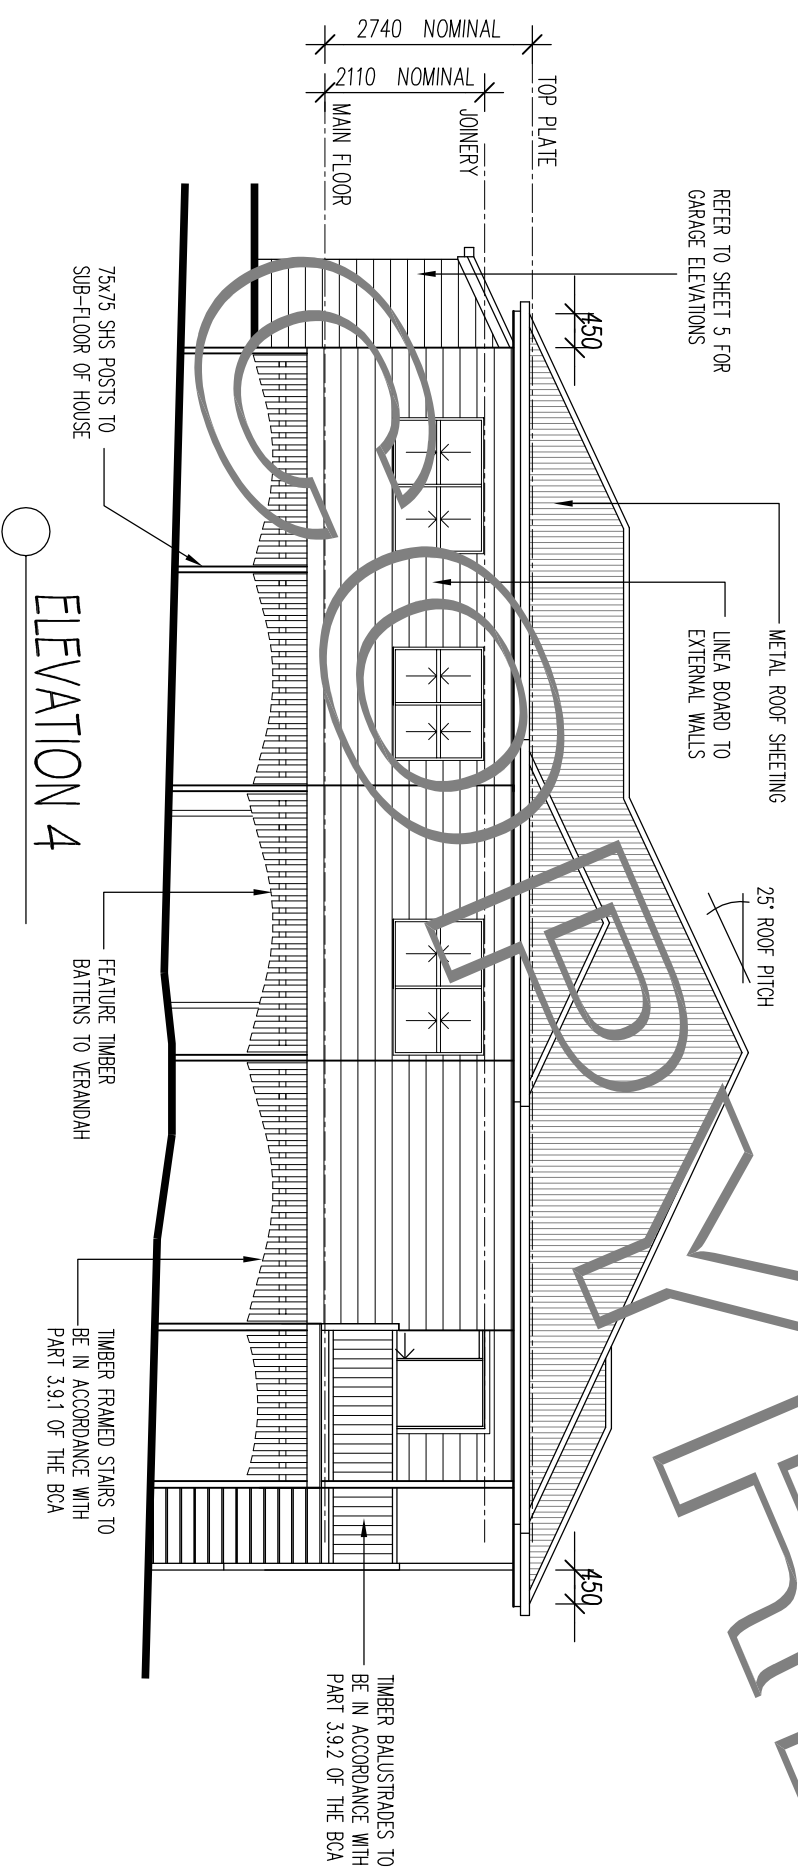 2740 NOMINAL
2110 NOMINAL
TOP PLATE
JOINERY
MAIN FLOOR
REFER TO SHEET 5 FOR
GARAGE ELEVATIONS
450
METAL ROOF SHEETING
LINEA BOARD TO
EXTERNAL WALLS
25° ROOF PITCH
450
75x75 SHS POSTS TO
SUB-FLOOR OF HOUSE
FEATURE TIMBER
BATTENS TO VERANDAH
TIMBER FRAMED STAIRS TO
BE IN ACCORDANCE WITH
PART 3.9.1 OF THE BCA
TIMBER BALUSTRADES TO
BE IN ACCORDANCE WITH
PART 3.9.2 OF THE BCA
ELEVATION 4
COPYR